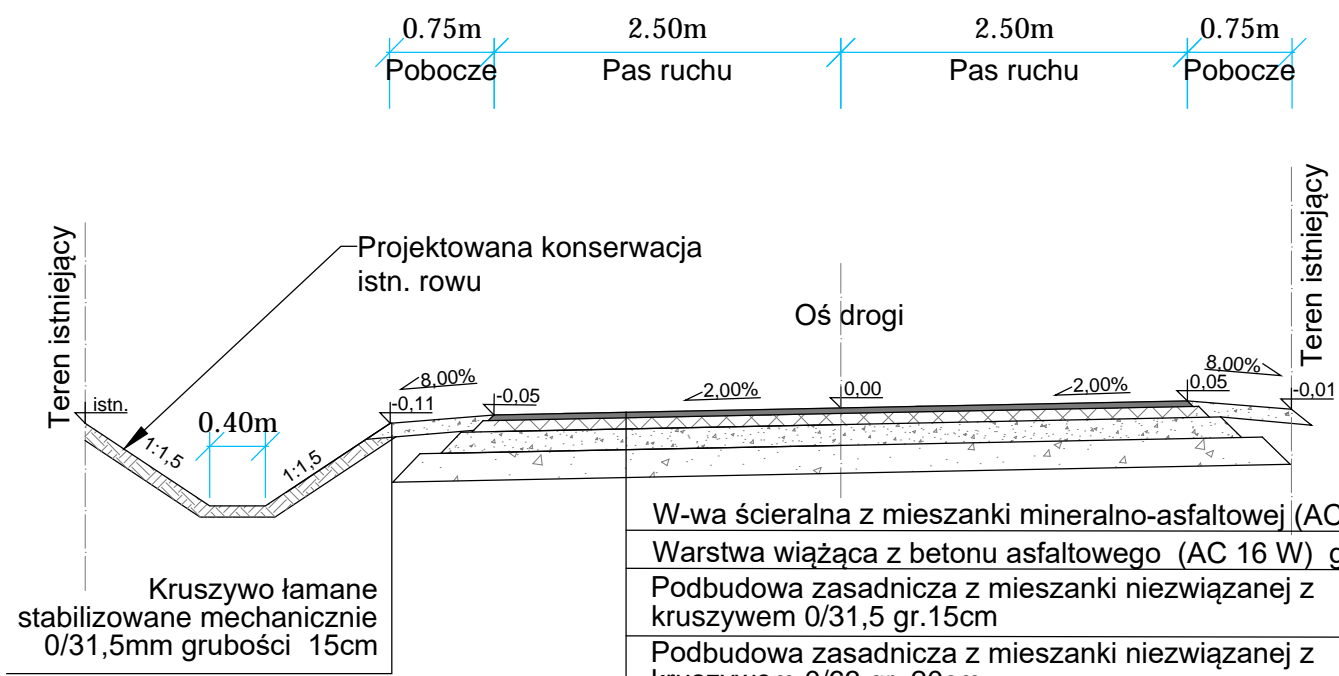 0.75m 2.50m 2.50m 0.75m
Pobocze Pas ruchu Pas ruchu Pobocze
Teren istniejący
Teren istniejący
Projektowana konserwacja
istn. rowu
Oś drogi
8,00% -0,05 2,00% 0,00 2,00% 0,05 8,00% -0,01
istn. -0,11
0.40m
1:1,5 1:1,5
W-wa ścieralna z mieszanki mineralno-asfaltowej (AC
Warstwa wiążąca z betonu asfaltowego (AC 16 W) g
Podbudowa zasadnicza z mieszanki niezwiązanej z
kruszywem 0/31,5 gr.15cm
Podbudowa zasadnicza z mieszanki niezwiązanej z
Kruszywo łamane
stabilizowane mechanicznie
0/31,5mm grubości 15cm